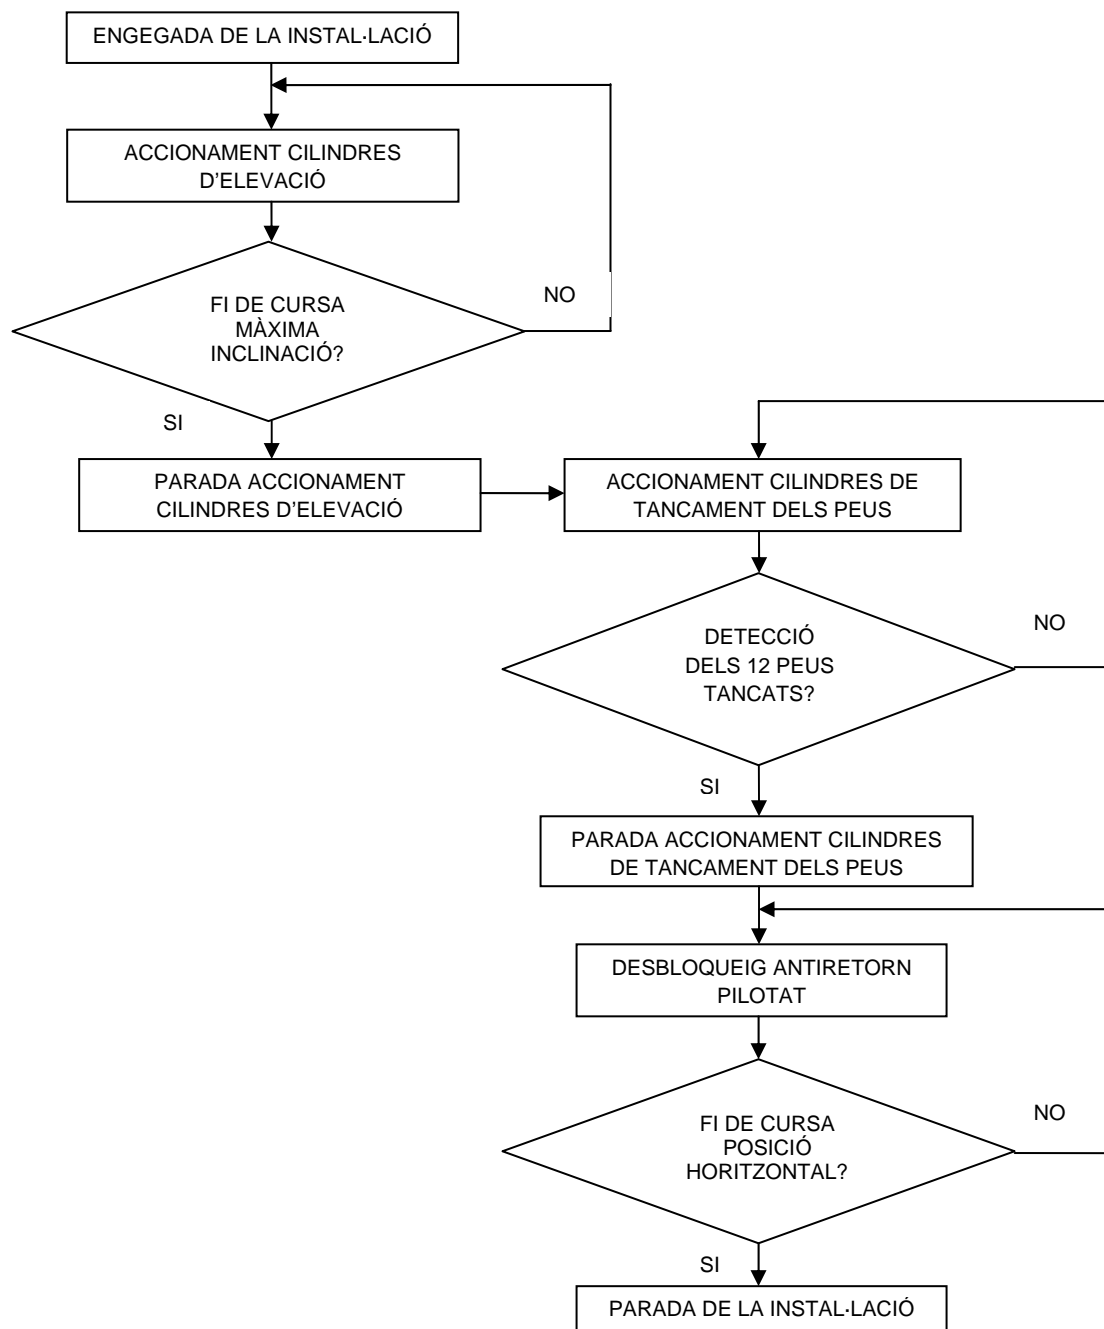 ENGEGADA DE LA INSTAL·LACIÓ
ACCIONAMENT CILINDRES
D'ELEVACIÓ
FI DE CURSA
MÀXIMA
INCLINACIÓ?
NO
SI
PARADA ACCIONAMENT
CILINDRES D'ELEVACIÓ
ACCIONAMENT CILINDRES DE
TANCAMENT DELS PEUS
DETECCIÓ
DELS 12 PEUS
TANCATS?
NO
SI
PARADA ACCIONAMENT CILINDRES
DE TANCAMENT DELS PEUS
DESBLOQUEIG ANTIRETORN
PILOTAT
FI DE CURSA
POSICIÓ
HORITZONTAL?
NO
SI
PARADA DE LA INSTAL·LACIÓ